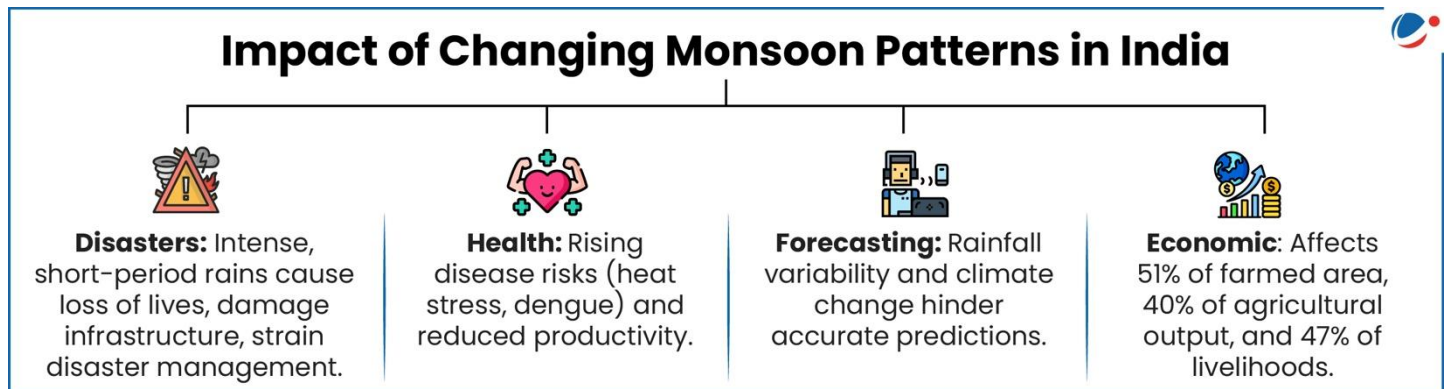 Impact of Changing Monsoon Patterns in India
Disasters: Intense,
short-period rains cause
loss of lives, damage
infrastructure, strain
disaster management.
Health: Rising
disease risks (heat
stress, dengue) and
reduced productivity.
Forecasting: Rainfall
variability and climate
change hinder
accurate predictions.
Economic: Affects
51% of farmed area,
40% of agricultural
output, and 47% of
livelihoods.